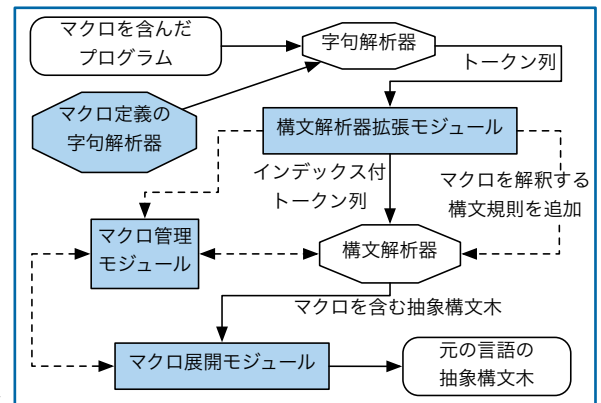 マクロを含んだ
プログラム
字句解析器
トークン列
マクロ定義の
字句解析器
構文解析器拡張モジュール
インデックス付
トークン列
マクロを解釈する
構文規則を追加
マクロ管理
モジュール
構文解析器
マクロを含む抽象構文木
マクロ展開モジュール
元の言語の
抽象構文木